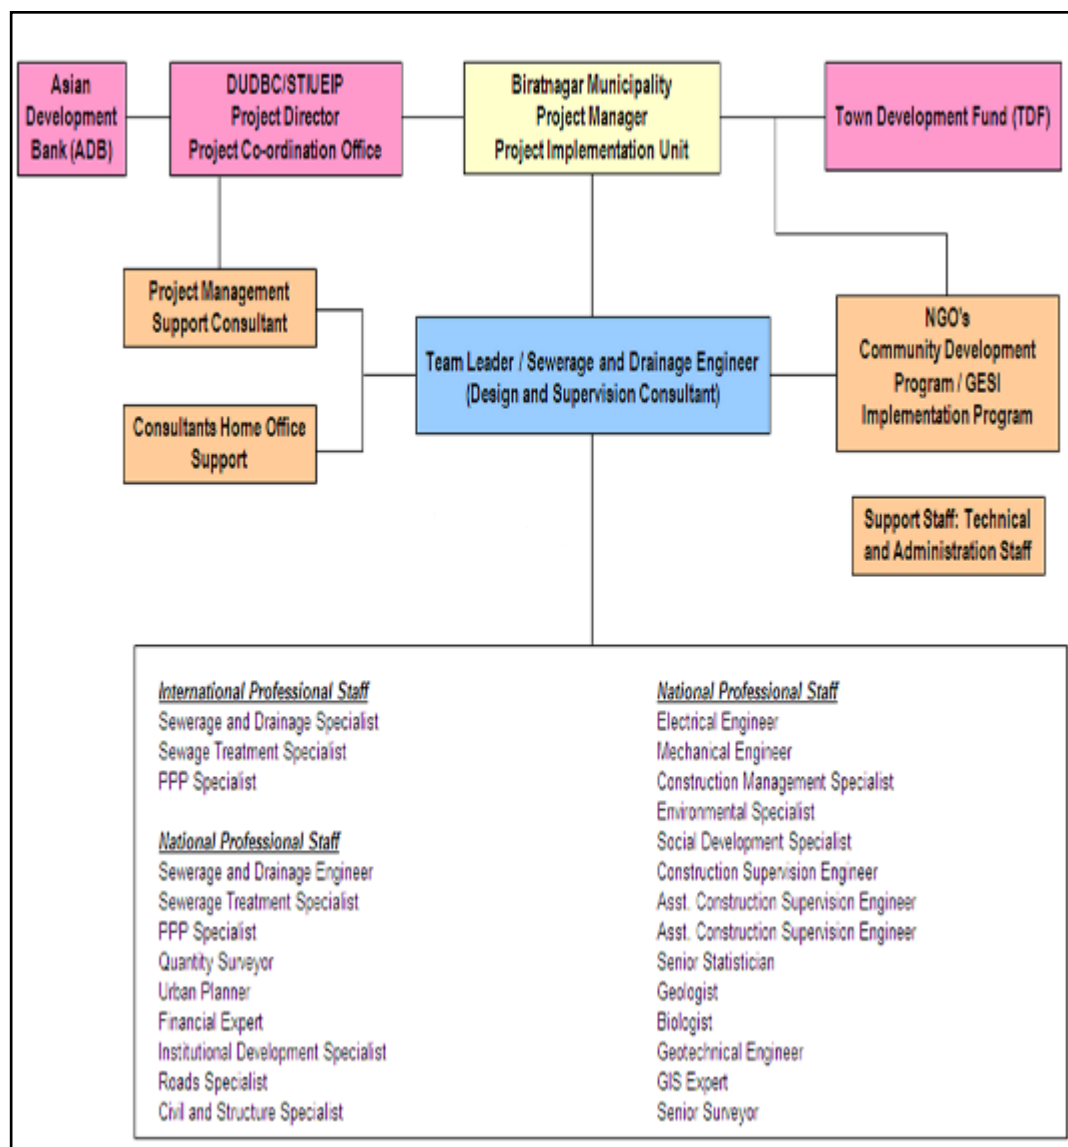 Asian
Development
Bank (ADB)
DUDBC/STIUEIP
Project Director
Project Co-ordination Office
Biratnagar Municipality
Project Manager
Project Implementation Unit
Town Development Fund (TDF)
Project Management
Support Consultant
Consultants Home Office
Support
Team Leader / Sewerage and Drainage Engineer
(Design and Supervision Consultant)
NGO's
Community Development
Program / GESI
Implementation Program
Support Staff: Technical
and Administration Staff
International Professional Staff
Sewerage and Drainage Specialist
Sewage Treatment Specialist
PPP Specialist
National Professional Staff
Sewerage and Drainage Engineer
Sewerage Treatment Specialist
PPP Specialist
Quantity Surveyor
Urban Planner
Financial Expert
Institutional Development Specialist
Roads Specialist
Civil and Structure Specialist
National Professional Staff
Electrical Engineer
Mechanical Engineer
Construction Management Specialist
Environmental Specialist
Social Development Specialist
Construction Supervision Engineer
Asst. Construction Supervision Engineer
Asst. Construction Supervision Engineer
Senior Statistician
Geologist
Biologist
Geotechnical Engineer
GIS Expert
Senior Surveyor